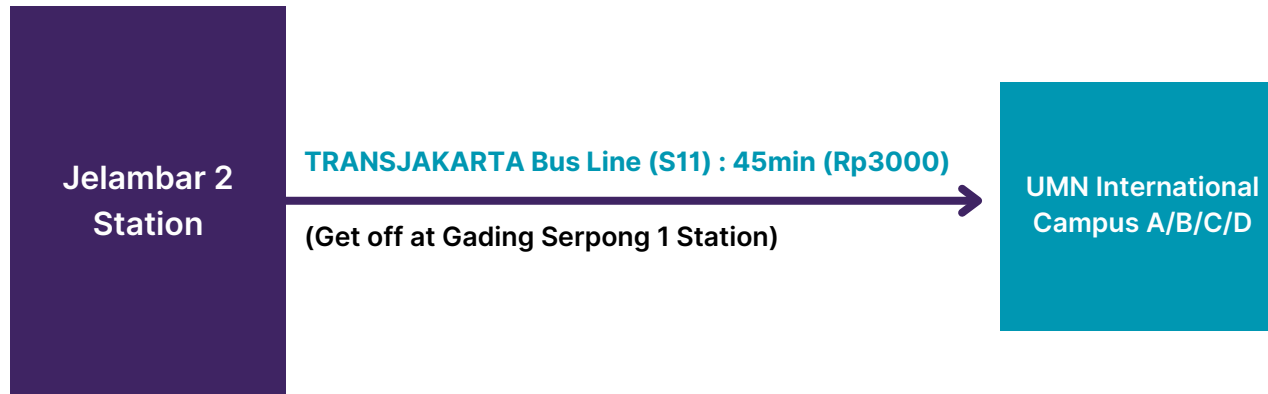 Jelambar 2
Station
TRANSJAKARTA Bus Line (S11) : 45min (Rp3000)
(Get off at Gading Serpong 1 Station)
UMN International
Campus A/B/C/D